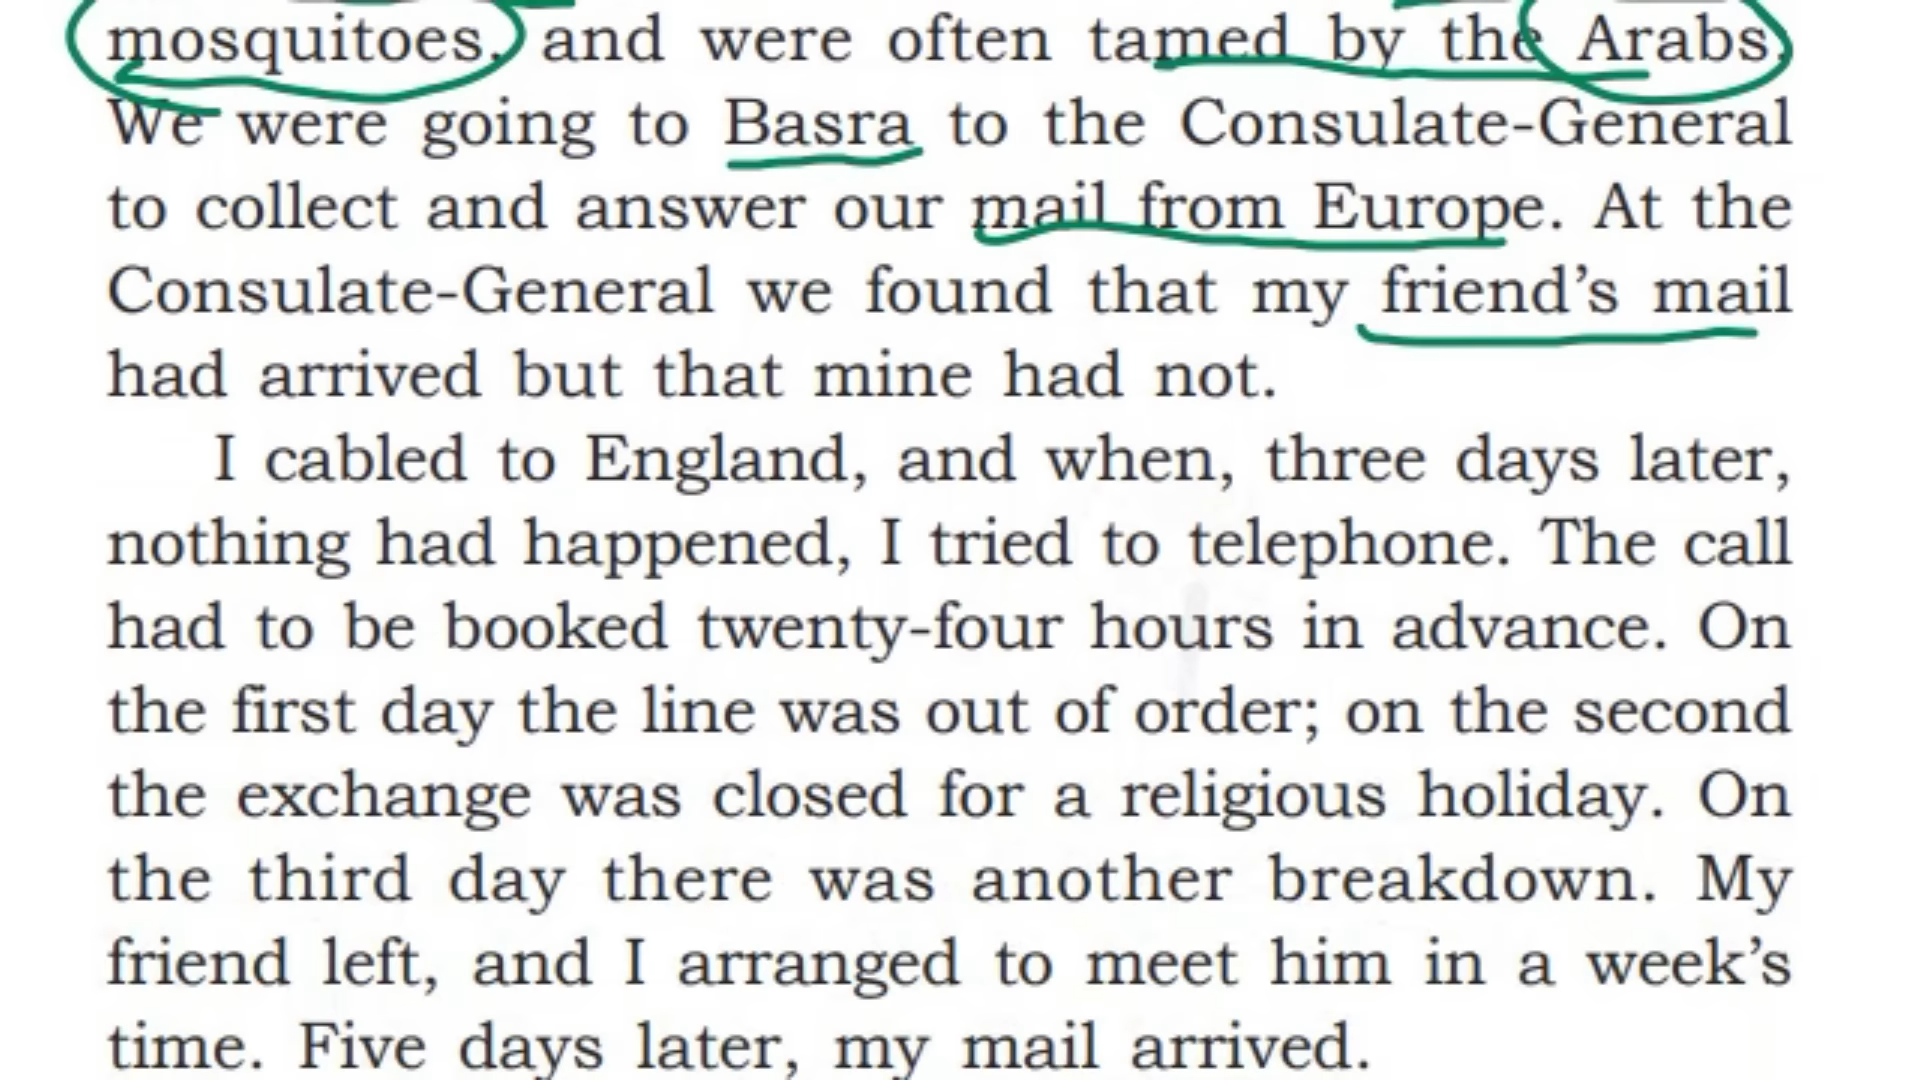 mosquitoes, and were often tamed by the Arabs.
We were going to Basra to the Consulate-General
to collect and answer our mail from Europe. At the
Consulate-General we found that my friend’s mail
had arrived but that mine had not.
I cabled to England, and when, three days later,
nothing had happened, I tried to telephone. The call
had to be booked twenty-four hours in advance. On
the first day the line was out of order; on the second
the exchange was closed for a religious holiday. On
the third day there was another breakdown. My
friend left, and I arranged to meet him in a week’s
time. Five days later, my mail arrived.